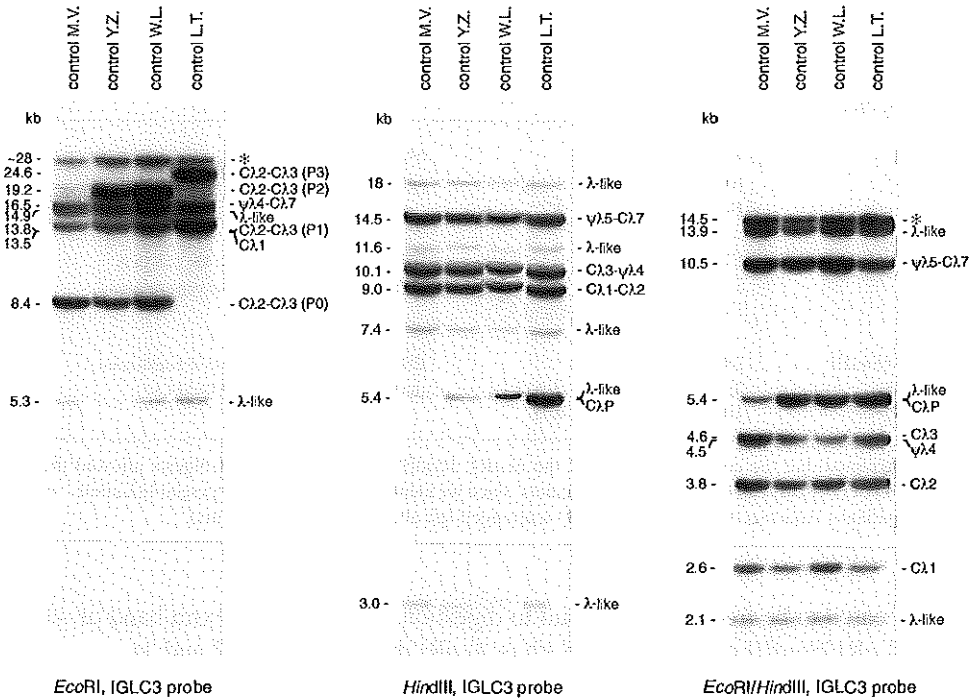 control M.V.
control Y.Z.
control W.L.
control L.T.
kb
~28 -
24.6 -
19.2 -
16.5 -
14.9
13.8
13.5
8.4 -
5.3 -
- *
- Cλ2-Cλ3 (P3)
- Cλ2-Cλ3 (P2)
- ψλ4-Cλ7
λ-like
Cλ2-Cλ3 (P1)
Cλ1
- Cλ2-Cλ3 (P0)
- λ-like
EcoRI, IGLC3 probe
control M.V.
control Y.Z.
control W.L.
control L.T.
kb
18 -
14.5 -
11.6 -
10.1 -
9.0 -
7.4 -
5.4 -
3.0 -
- λ-like
- ψλ5-Cλ7
- λ-like
- Cλ3-ψλ4
- Cλ1-Cλ2
- λ-like
λ-like
CλP
- λ-like
HindIII, IGLC3 probe
control M.V.
control Y.Z.
control W.L.
control L.T.
kb
14.5 -
13.9 -
10.5 -
5.4 -
4.6
4.5
3.8 -
2.6 -
2.1 -
- *
- λ-like
- ψλ5-Cλ7
λ-like
CλP
Cλ3
ψλ4
- Cλ2
- Cλ1
- λ-like
EcoRI/HindIII, IGLC3 probe